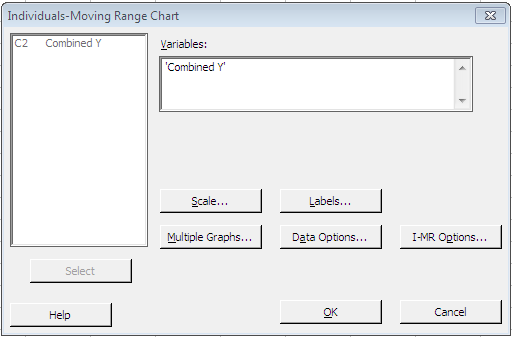 Individuals-Moving Range Chart
C2 Combined Y
Variables:
'Combined Y'
Scale...
Labels...
Multiple Graphs...
Data Options...
I-MR Options...
Select
Help
OK
Cancel